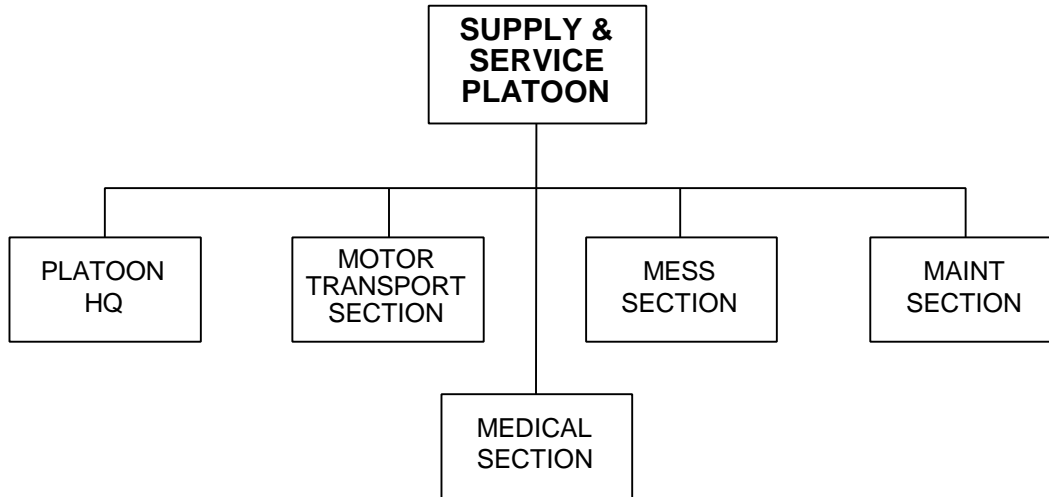 SUPPLY &
SERVICE
PLATOON
PLATOON
HQ
MOTOR
TRANSPORT
SECTION
MESS
SECTION
MAINT
SECTION
MEDICAL
SECTION